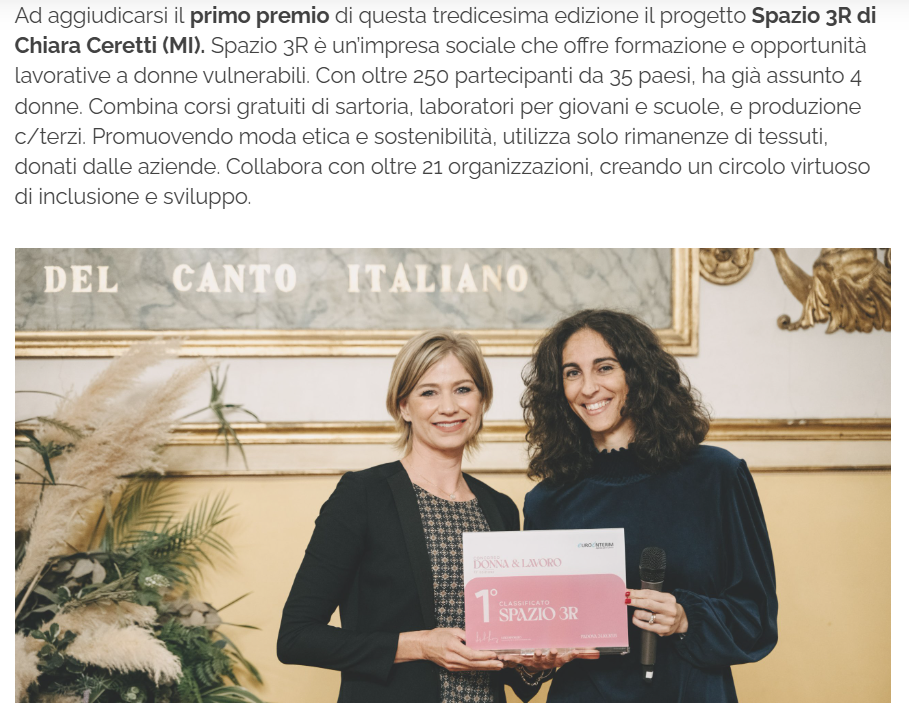 Ad aggiudicarsi il primo premio di questa tredicesima edizione il progetto Spazio 3R di
Chiara Ceretti (MI). Spazio 3R è un'impresa sociale che offre formazione e opportunità
lavorative a donne vulnerabili. Con oltre 250 partecipanti da 35 paesi, ha già assunto 4
donne. Combina corsi gratuiti di sartoria, laboratori per giovani e scuole, e produzione
c/terzi. Promuovendo moda etica e sostenibilità, utilizza solo rimanenze di tessuti,
donati dalle aziende. Collabora con oltre 21 organizzazioni, creando un circolo virtuoso
di inclusione e sviluppo.
DEL CANTO ITALIANO
DONNA & LAVORO
1° CLASSIFICATO
SPAZIO 3R